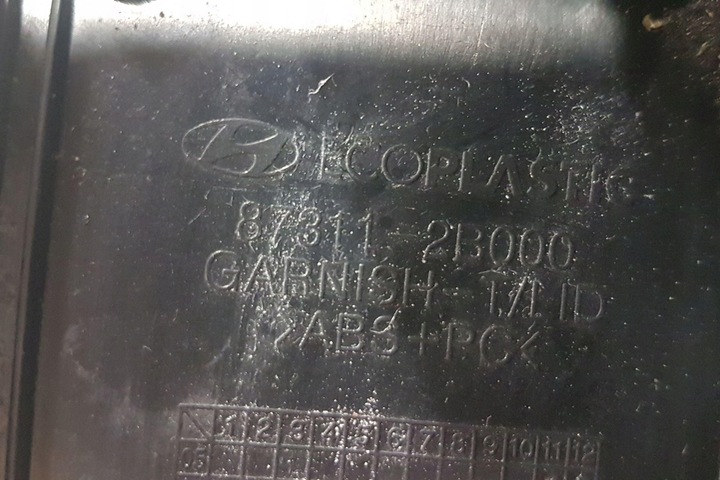 ECOPLASTIC
87311-2B000
GARNISH-T/LID
>ABS+PC<
1 2 3 4 5 6 7 8 9 10 11 12
05